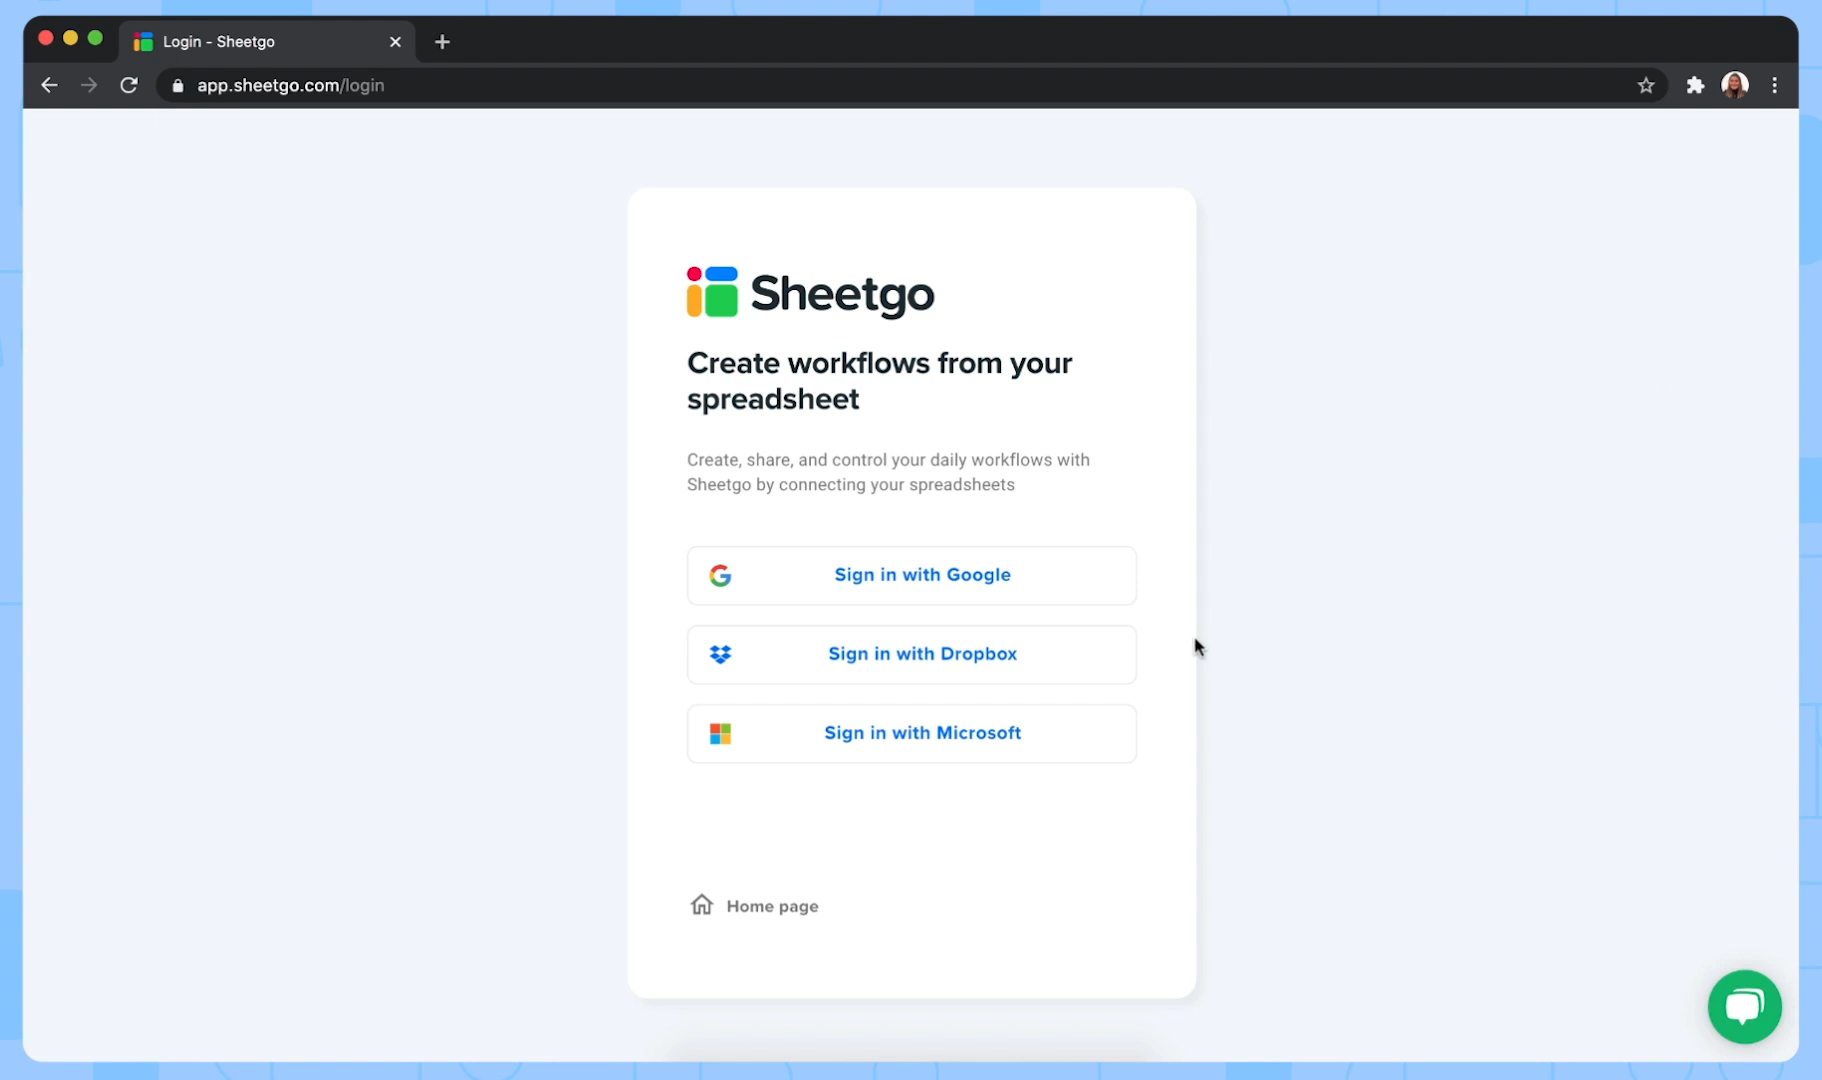 Login - Sheetgo
app.sheetgo.com/login
Sheetgo
Create workflows from your
spreadsheet
Create, share, and control your daily workflows with
Sheetgo by connecting your spreadsheets
Sign in with Google
Sign in with Dropbox
Sign in with Microsoft
Home page